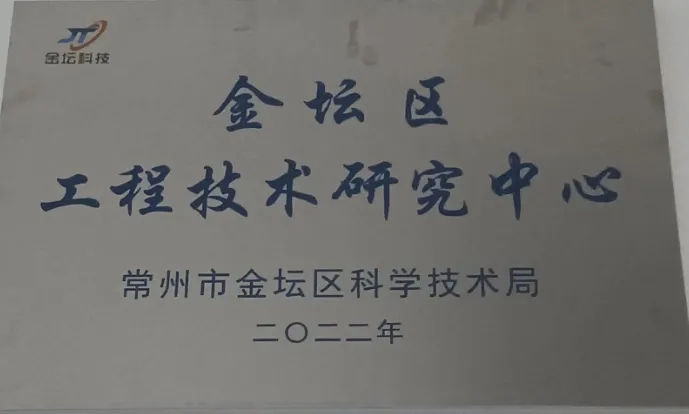 JT
金坛科技
金坛区
工程技术研究中心
常州市金坛区科学技术局
二〇二二年